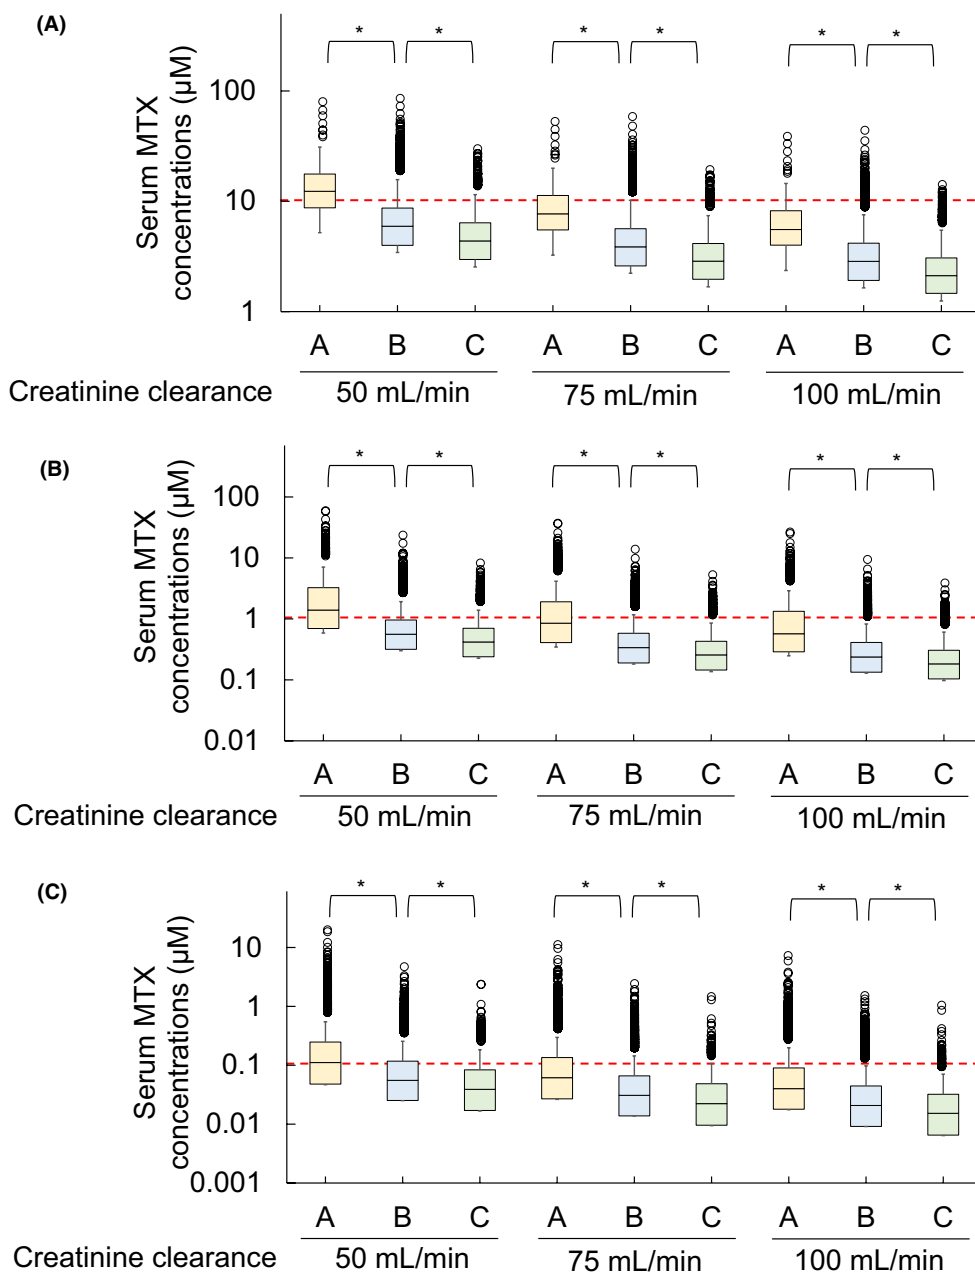 (A)
* * * * * *
Serum MTX
concentrations (µM)
100
10
1
A B C A B C A B C
Creatinine clearance 50 mL/min 75 mL/min 100 mL/min
(B)
* * * * * *
Serum MTX
concentrations (µM)
100
10
1
0.1
0.01
A B C A B C A B C
Creatinine clearance 50 mL/min 75 mL/min 100 mL/min
(C)
* * * * * *
Serum MTX
concentrations (µM)
10
1
0.1
0.01
0.001
A B C A B C A B C
Creatinine clearance 50 mL/min 75 mL/min 100 mL/min